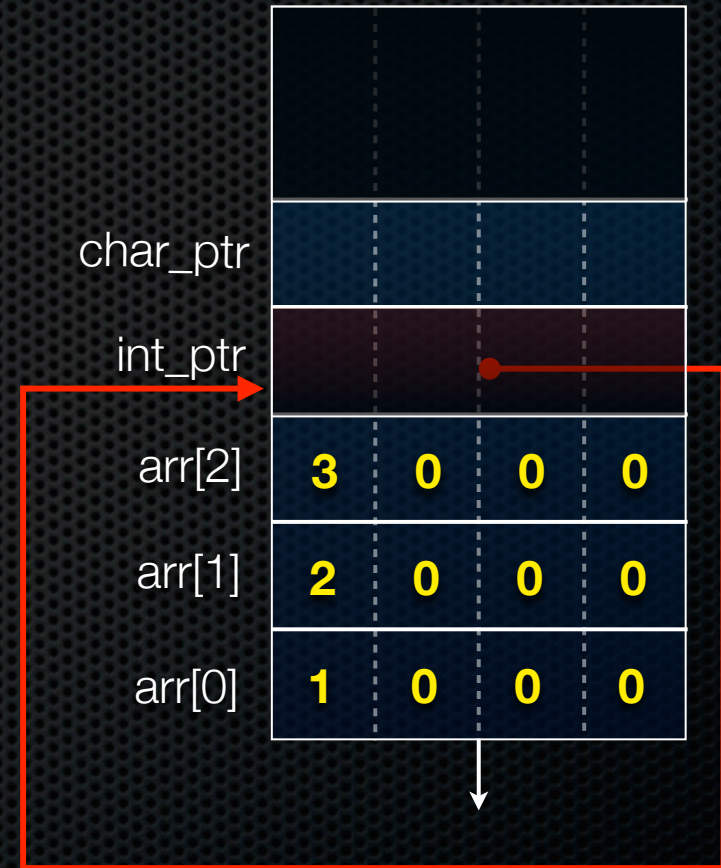 char_ptr
int_ptr
arr[2] 3 0 0 0
arr[1] 2 0 0 0
arr[0] 1 0 0 0